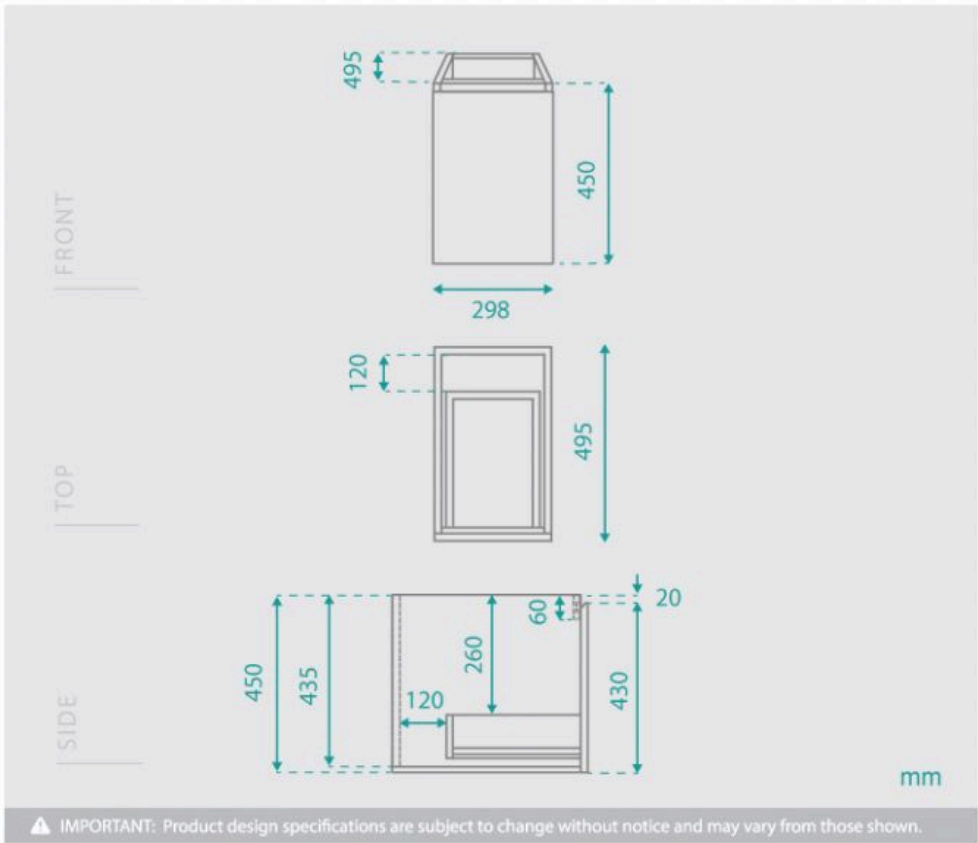 FRONT
495
450
298
TOP
120
495
SIDE
450
435
120
260
60
20
430
mm
IMPORTANT: Product design specifications are subject to change without notice and may vary from those shown.